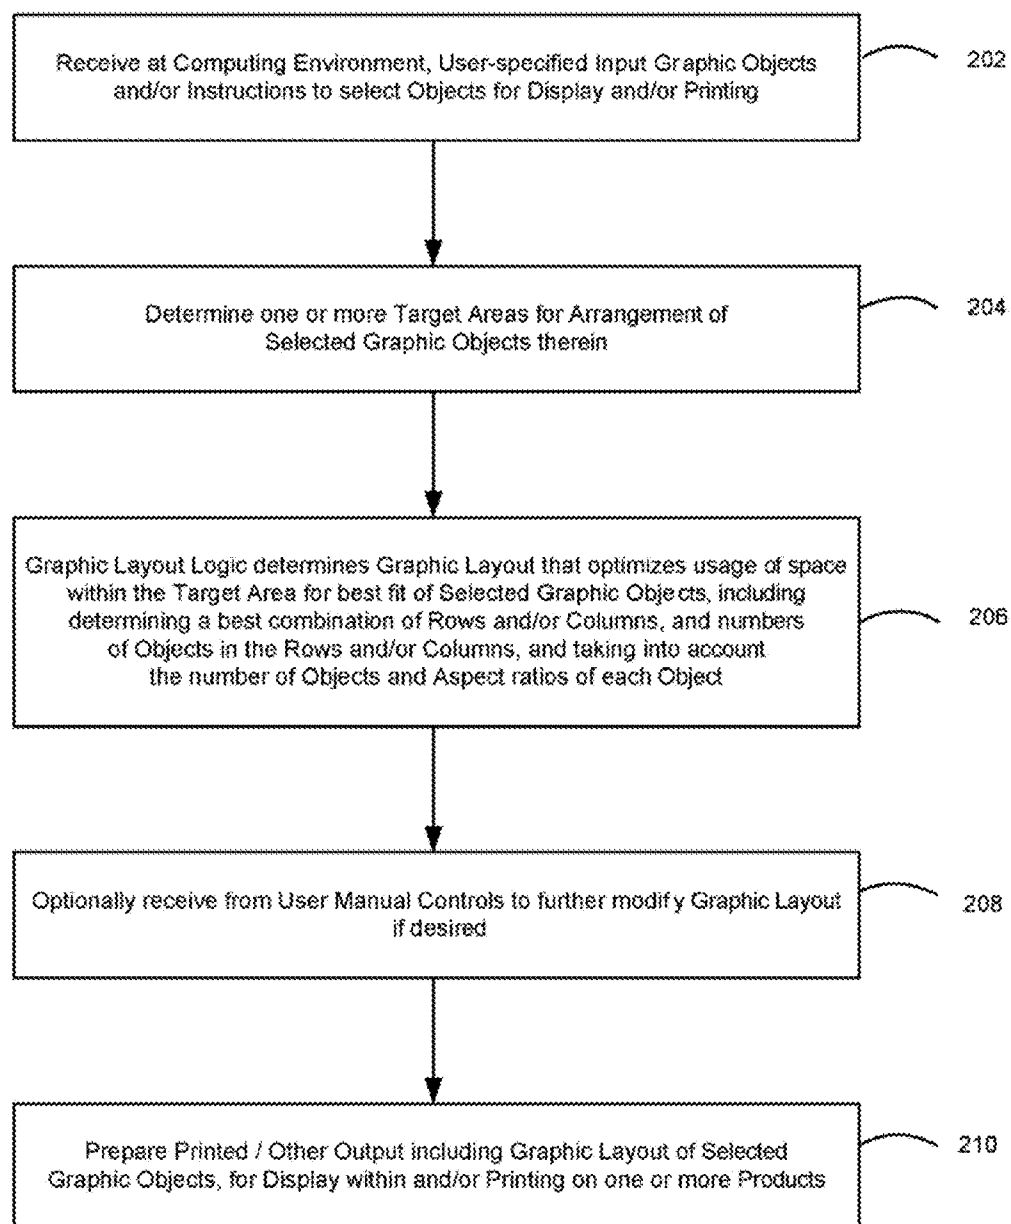 Receive at Computing Environment, User-specified Input Graphic Objects
and/or Instructions to select Objects for Display and/or Printing
202
Determine one or more Target Areas for Arrangement of
Selected Graphic Objects therein
204
Graphic Layout Logic determines Graphic Layout that optimizes usage of space
within the Target Area for best fit of Selected Graphic Objects, including
determining a best combination of Rows and/or Columns, and numbers
of Objects in the Rows and/or Columns, and taking into account
the number of Objects and Aspect ratios of each Object
206
Optionally receive from User Manual Controls to further modify Graphic Layout
if desired
208
Prepare Printed / Other Output including Graphic Layout of Selected
Graphic Objects, for Display within and/or Printing on one or more Products
210